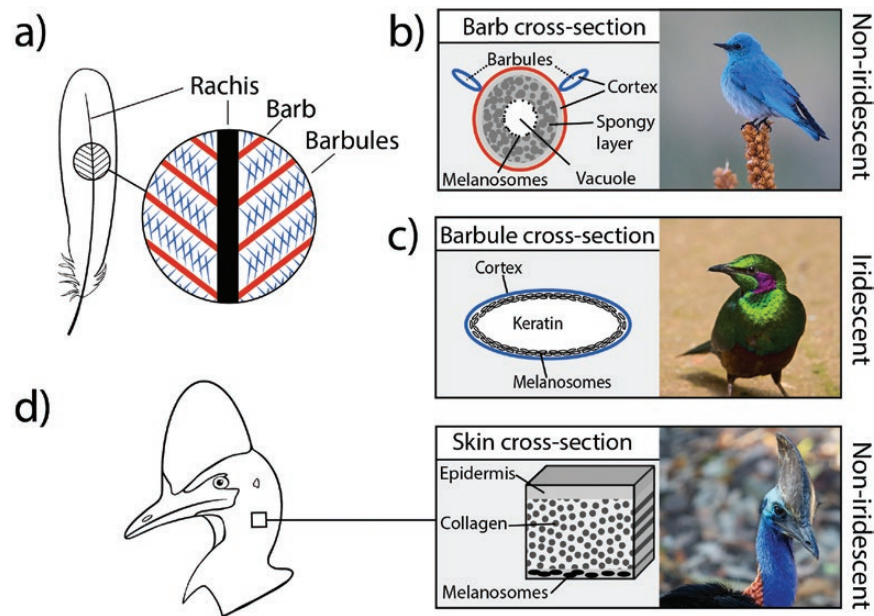 a)
Rachis
Barb
Barbules
b)
Barb cross-section
Barbules
Cortex
Spongy
layer
Melanosomes
Vacuole
Non-iridescent
c)
Barbule cross-section
Cortex
Keratin
Melanosomes
Iridescent
d)
Skin cross-section
Epidermis
Collagen
Melanosomes
Non-iridescent